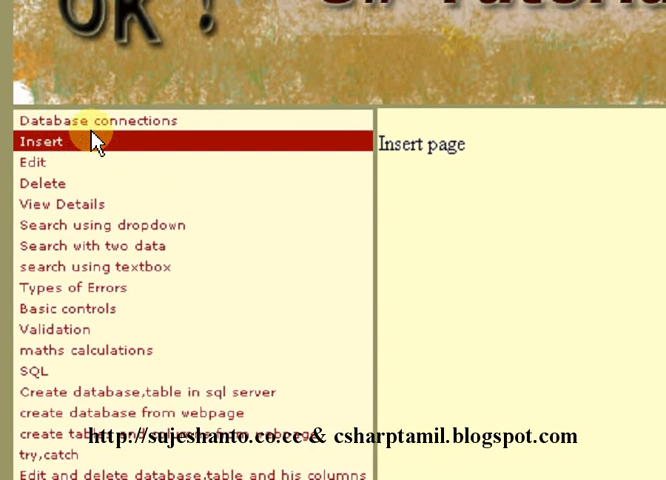 OK !
Database connections
Insert
Insert page
Edit
Delete
View Details
Search using dropdown
Search with two data
search using textbox
Types of Errors
Basic controls
Validation
maths calculations
SQL
Create database,table in sql server
create database from webpage
create
http://sujeshanto.co.cc & csharptamil.blogspot.com
try,catch
Edit and delete database,table and his columns